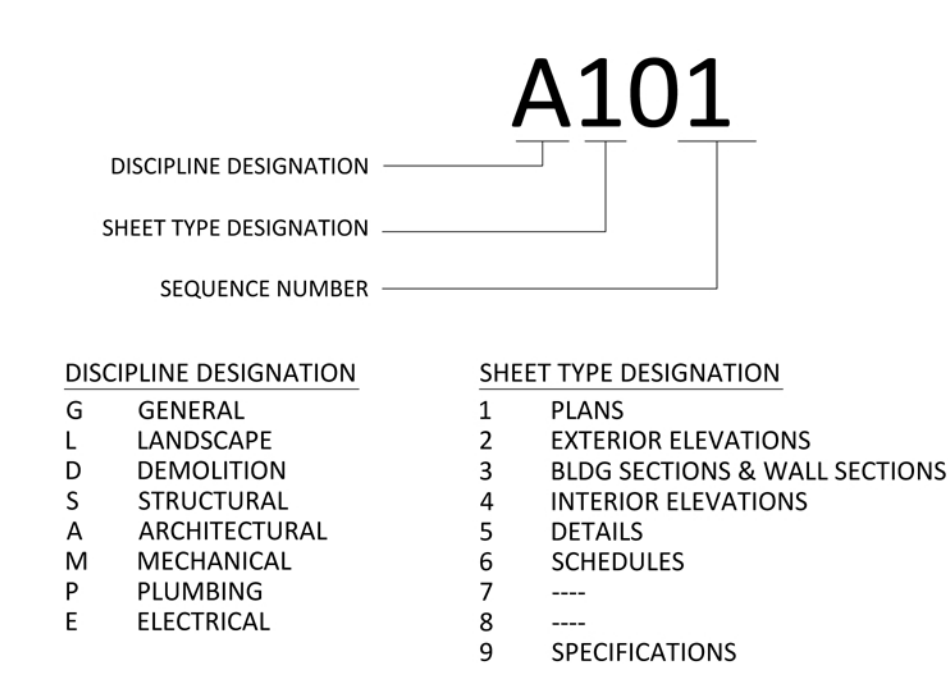 A101
DISCIPLINE DESIGNATION
SHEET TYPE DESIGNATION
SEQUENCE NUMBER
DISCIPLINE DESIGNATION
G GENERAL
L LANDSCAPE
D DEMOLITION
S STRUCTURAL
A ARCHITECTURAL
M MECHANICAL
P PLUMBING
E ELECTRICAL
SHEET TYPE DESIGNATION
1 PLANS
2 EXTERIOR ELEVATIONS
3 BLDG SECTIONS & WALL SECTIONS
4 INTERIOR ELEVATIONS
5 DETAILS
6 SCHEDULES
7 ----
8 ----
9 SPECIFICATIONS